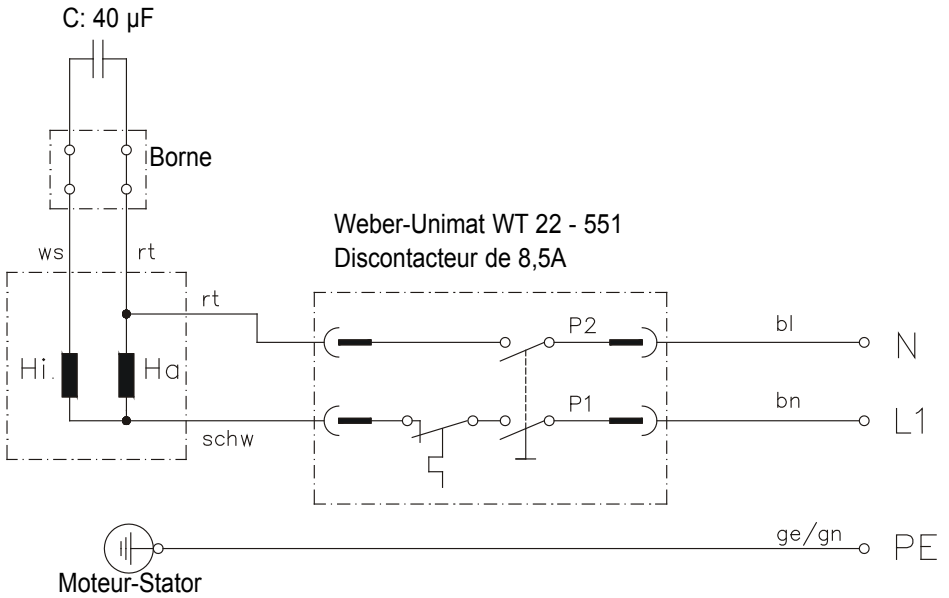 C: 40 µF
Borne
Weber-Unimat WT 22 - 551
Discontacteur de 8,5A
ws
rt
rt
P2
bl
N
Hi.
Ha
P1
bn
L1
schw
ge/gn
PE
Moteur-Stator